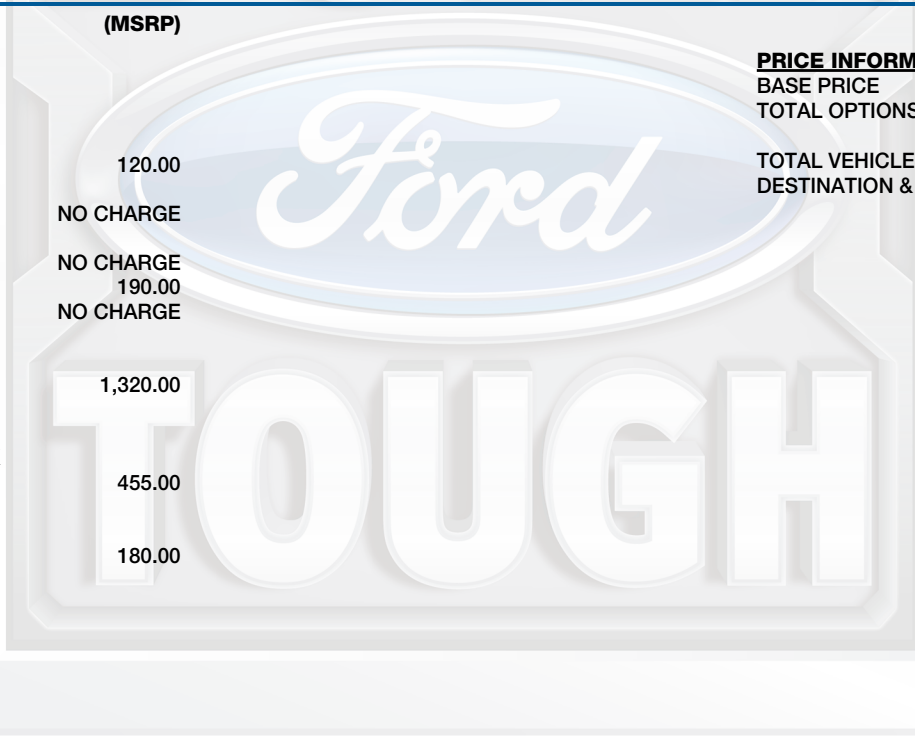 (MSRP)
PRICE INFORM
BASE PRICE
TOTAL OPTIONS
120.00
TOTAL VEHICLE
DESTINATION &
NO CHARGE
NO CHARGE
190.00
NO CHARGE
1,320.00
455.00
180.00
Ford
TOUGH